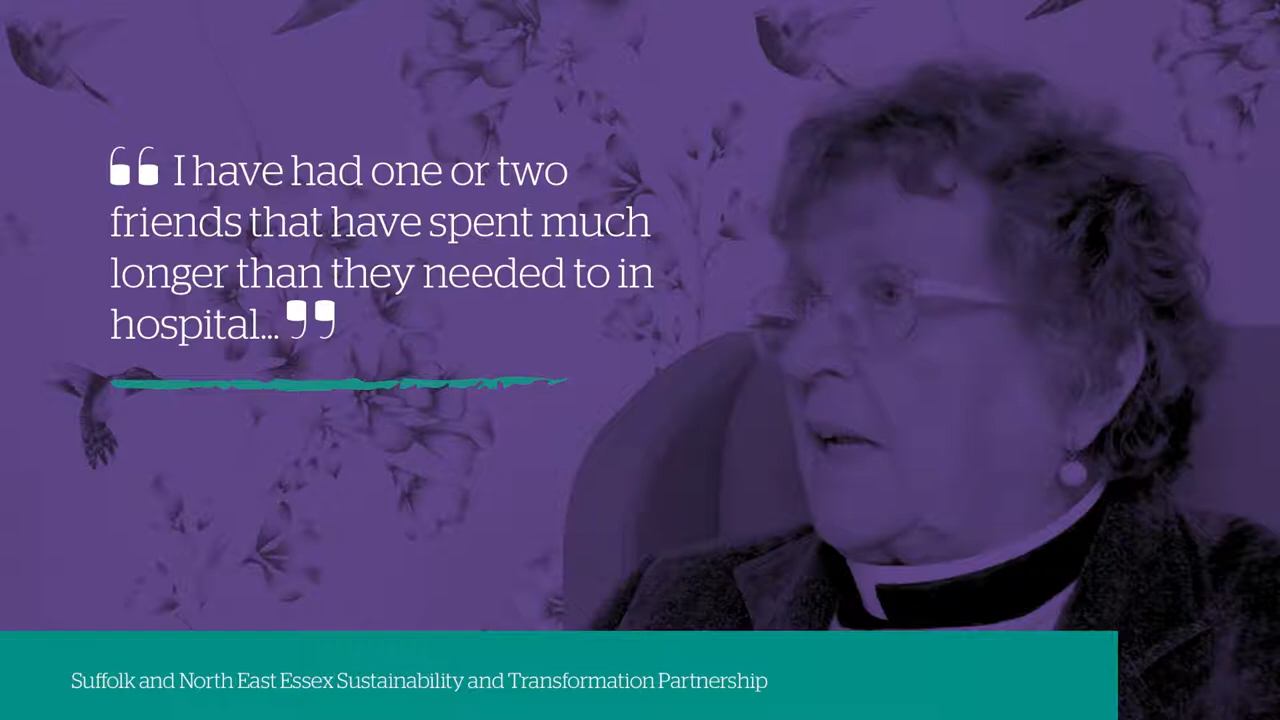 “ I have had one or two
friends that have spent much
longer than they needed to in
hospital... ”
Suffolk and North East Essex Sustainability and Transformation Partnership